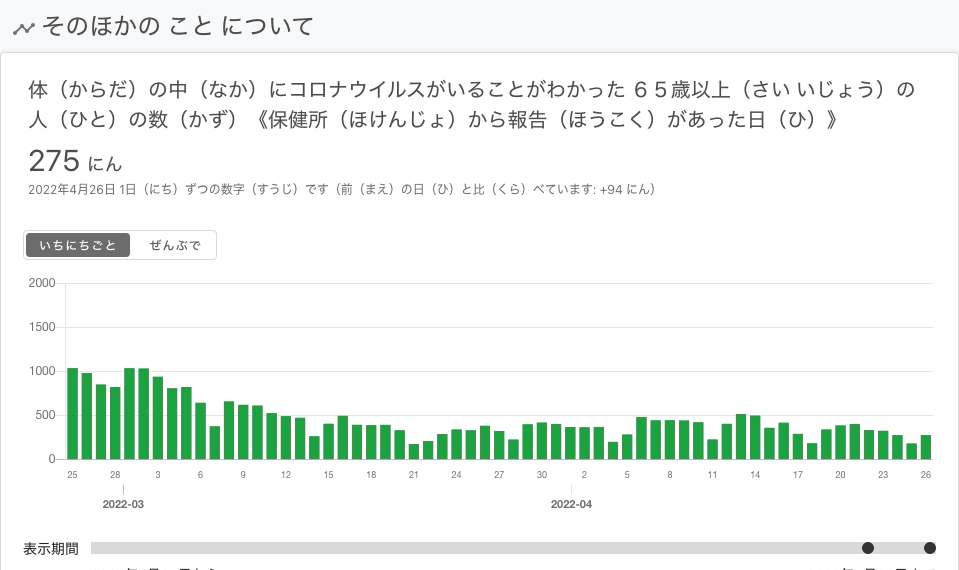 そのほかの こと について
体（からだ）の中（なか）にコロナウイルスがいることがわかった ６５歳以上（さい いじょう）の
人（ひと）の数（かず）《保健所（ほけんじょ）から報告（ほうこく）があった日（ひ）》
275 にん
2022年4月26日 1日（にち）ずつの数字（すうじ）です（前（まえ）の日（ひ）と比（くら）べています: +94 にん）
いちにちごと ぜんぶで
2000
1500
1000
500
0
25 28 3 6 9 12 15 18 21 24 27 30 2 5 8 11 14 17 20 23 26
2022-03 2022-04
表示期間